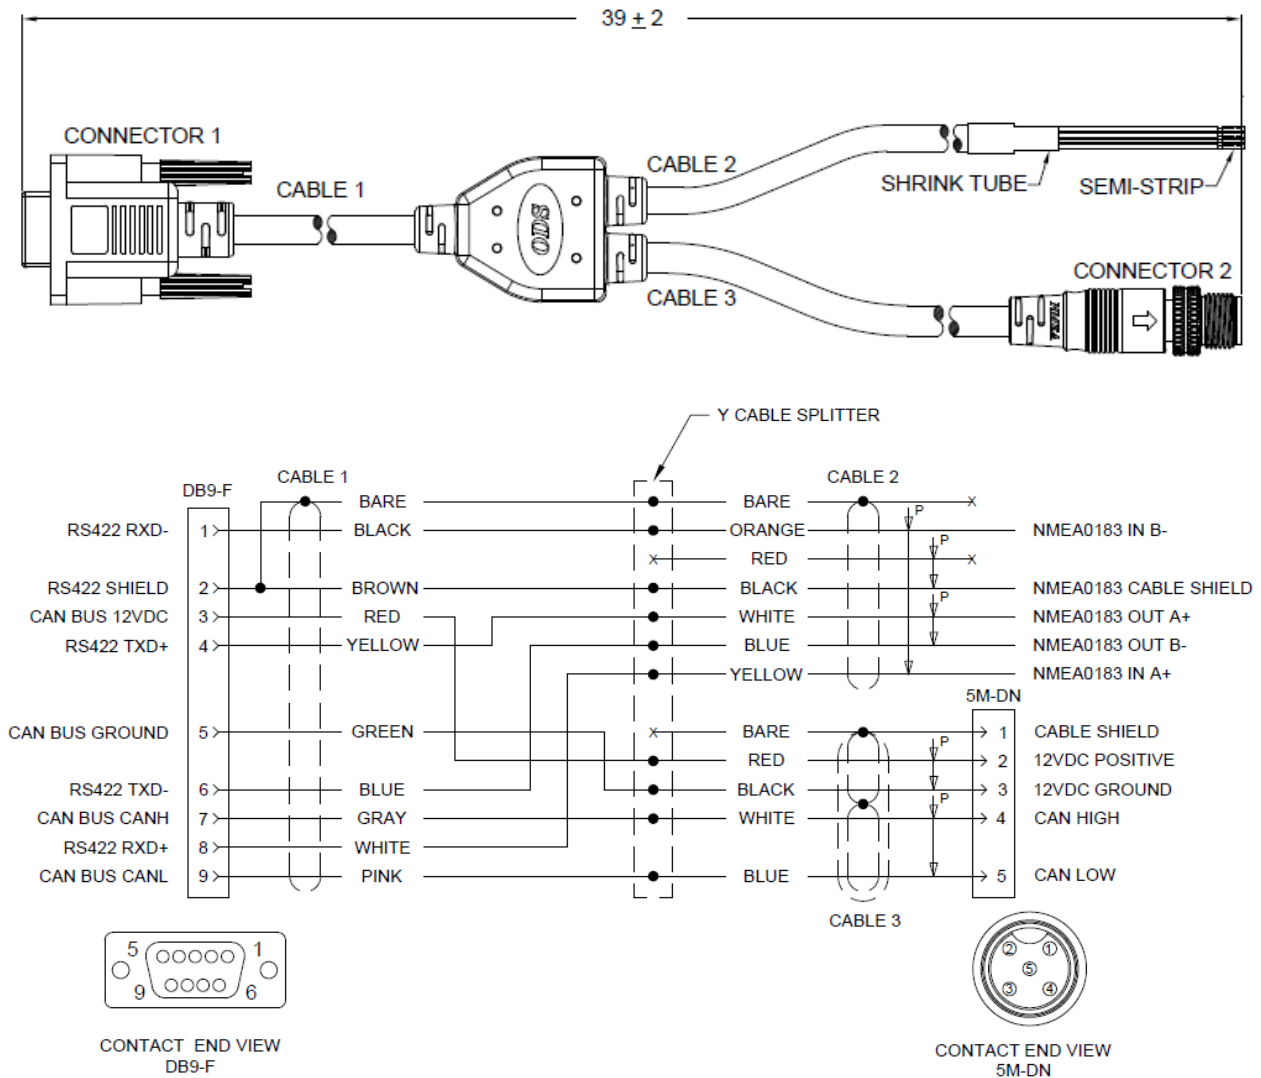 39 ± 2
CONNECTOR 1
CABLE 1
CABLE 2
SHRINK TUBE
SEMI-STRIP
ODS
CABLE 3
CONNECTOR 2
NMEA
Y CABLE SPLITTER
CABLE 1
CABLE 2
DB9-F
BARE
BARE
X
P
RS422 RXD-
1
BLACK
ORANGE
NMEA0183 IN B-
P
X
RED
X
RS422 SHIELD
2
BROWN
BLACK
NMEA0183 CABLE SHIELD
P
CAN BUS 12VDC
3
RED
WHITE
NMEA0183 OUT A+
RS422 TXD+
4
YELLOW
BLUE
NMEA0183 OUT B-
YELLOW
NMEA0183 IN A+
5M-DN
CAN BUS GROUND
5
GREEN
X
BARE
1
CABLE SHIELD
P
RED
2
12VDC POSITIVE
RS422 TXD-
6
BLUE
BLACK
3
12VDC GROUND
P
CAN BUS CANH
7
GRAY
WHITE
4
CAN HIGH
RS422 RXD+
8
WHITE
CAN BUS CANL
9
PINK
BLUE
5
CAN LOW
CABLE 3
5
1
9
6
2
1
5
3
4
CONTACT END VIEW
DB9-F
CONTACT END VIEW
5M-DN